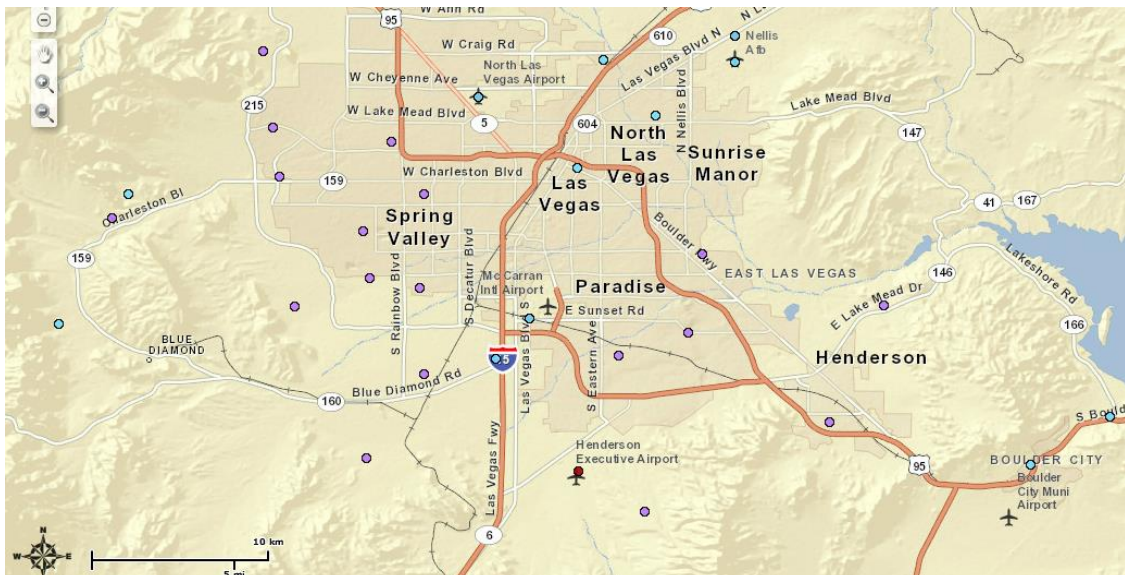 W Ann Rd
95
W Craig Rd
610
N L
Las Vegas Blvd N
Nellis
Afb
North Las
Vegas Airport
W Cheyenne Ave
N Nellis Blvd
215
W Lake Mead Blvd
5
604
Lake Mead Blvd
147
North
Las
Vegas
Sunrise
Manor
W Charleston Blvd
159
Las
Vegas
41
167
Charleston Bl
Spring
Valley
Boulder Hwy
159
S Rainbow Blvd
S Decatur Blvd
Mc Carran
Intl Airport
EAST LAS VEGAS
146
Lakeshore Rd
Paradise
E Lake Mead Dr
E Sunset Rd
166
BLUE
DIAMOND
Las Vegas Blvd S
S Eastern Ave
Henderson
Blue Diamond Rd
160
S Bould
Henderson
Executive Airport
Las Vegas Fwy
95
BOULDER CITY
Boulder
City Muni
Airport
6
N
W
E
S
10 km
5 mi